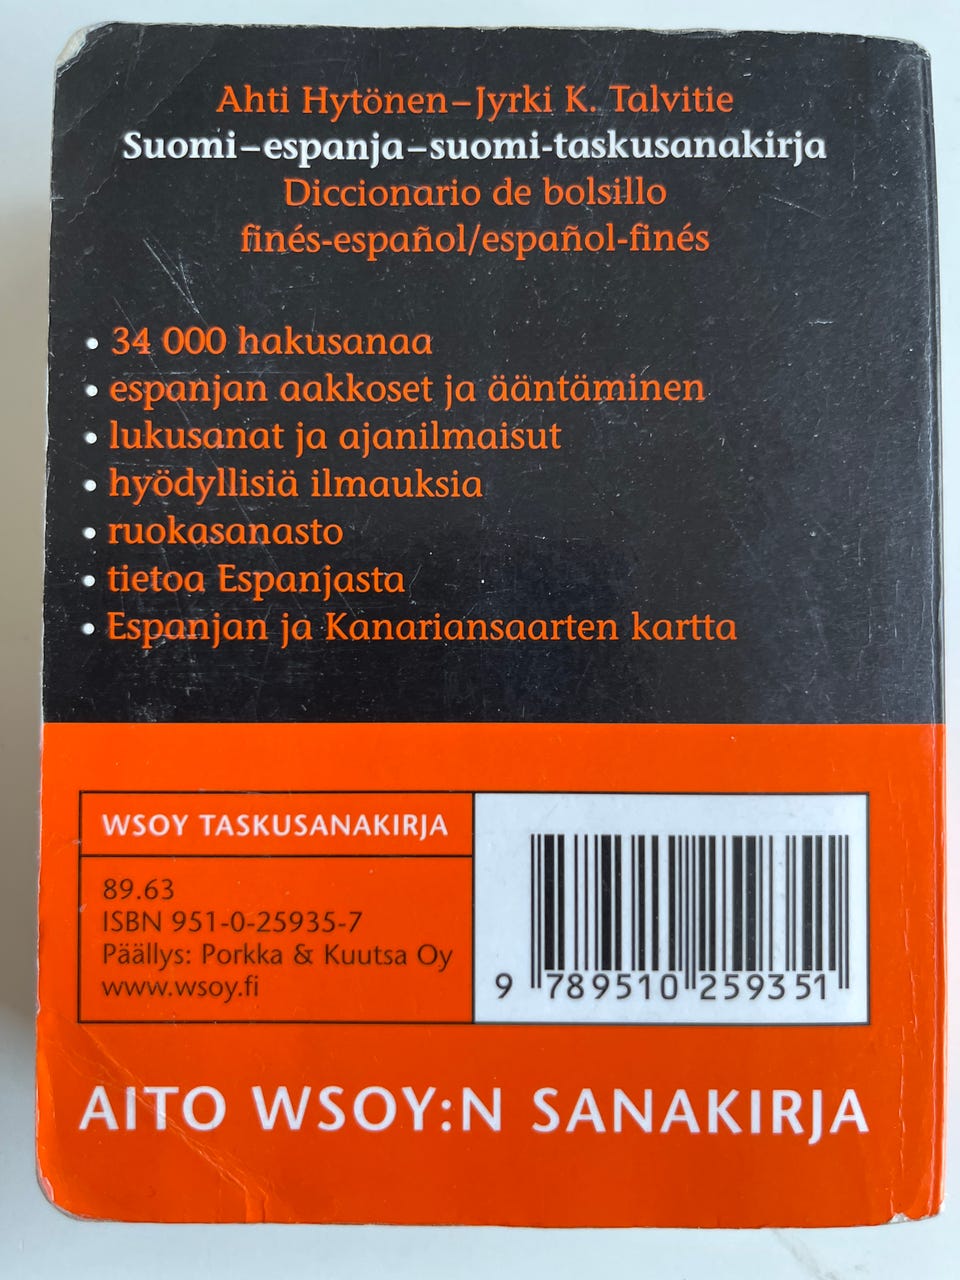 Ahti Hytönen–Jyrki K. Talvitie
Suomi–espanja–suomi-taskusanakirja
Diccionario de bolsillo
finés-español/español-finés
• 34 000 hakusanaa
• espanjan aakkoset ja ääntäminen
• lukusanat ja ajanilmaisut
• hyödyllisiä ilmauksia
• ruokasanasto
• tietoa Espanjasta
• Espanjan ja Kanariansaarten kartta
WSOY TASKUSANAKIRJA
89.63
ISBN 951-0-25935-7
Päällys: Porkka & Kuutsa Oy
www.wsoy.fi
9 789510 259351
AITO WSOY:N SANAKIRJA